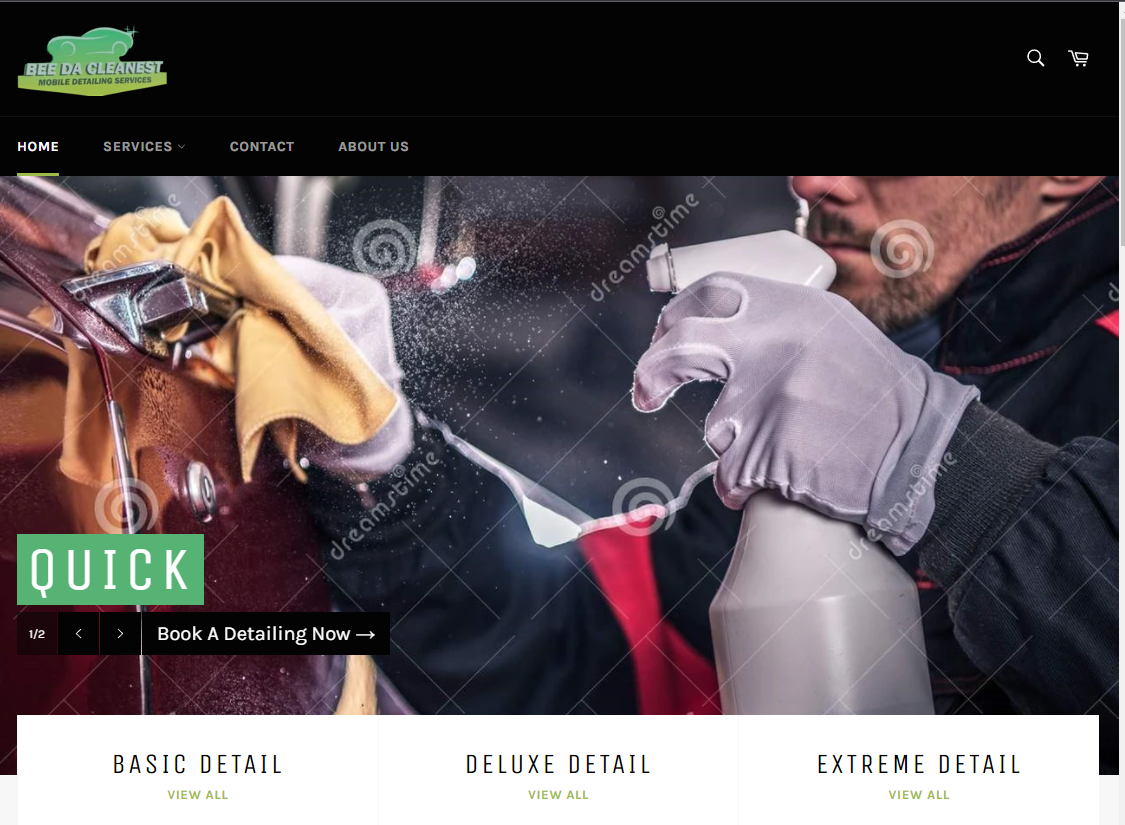 BEE DA CLEANEST
MOBILE DETAILING SERVICES
HOME SERVICES CONTACT ABOUT US
dreamstime dreamstime
dreamstime dreamstime
QUICK
1/2 Book A Detailing Now →
BASIC DETAIL DELUXE DETAIL EXTREME DETAIL
VIEW ALL VIEW ALL VIEW ALL